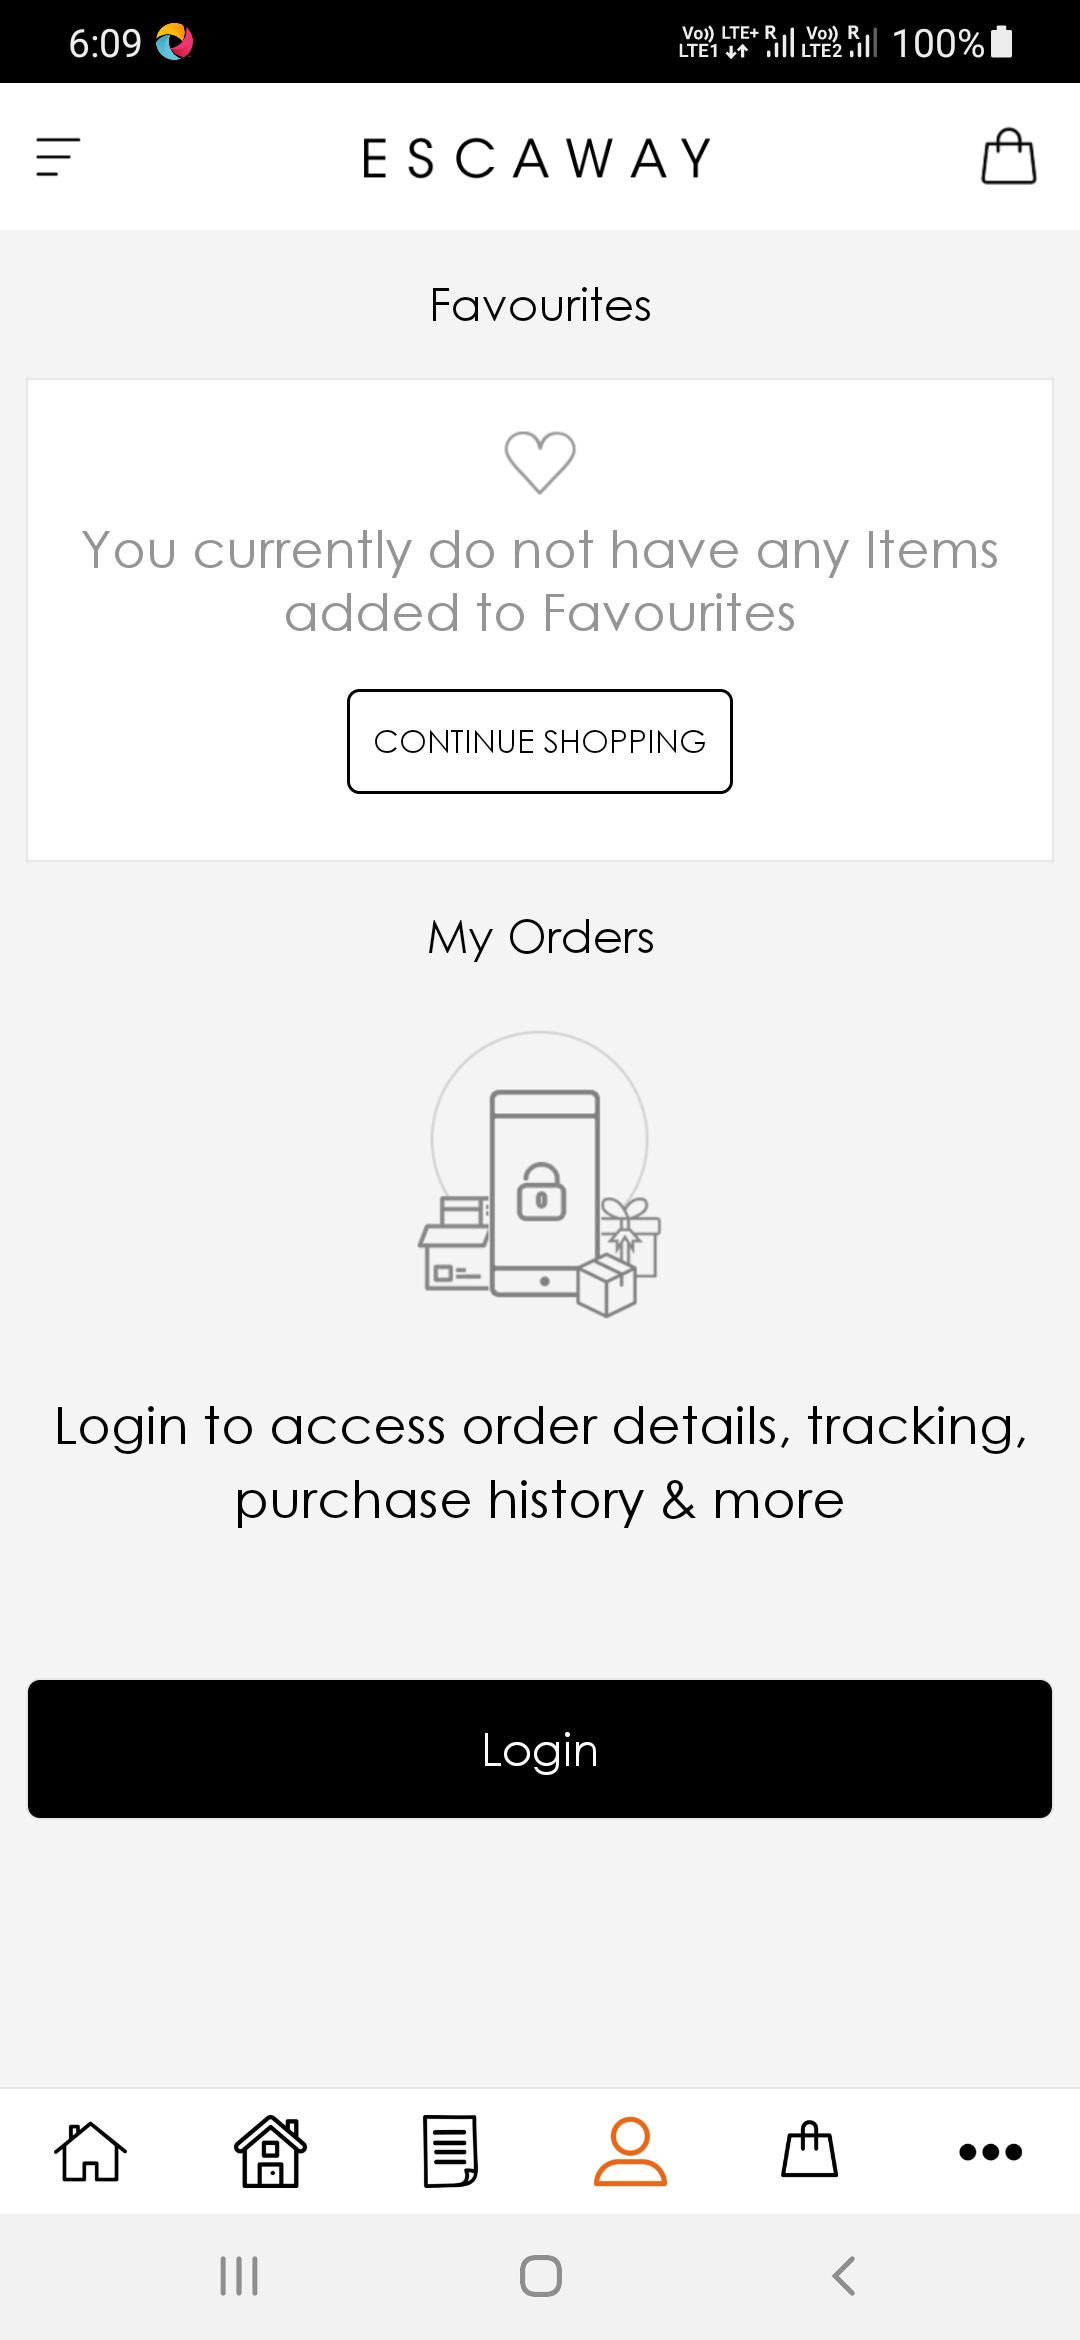 6:09
Vo)) LTE+ R Vo)) R 100%
LTE1 LTE2
ESCAWAY
Favourites
You currently do not have any Items
added to Favourites
CONTINUE SHOPPING
My Orders
Login to access order details, tracking,
purchase history & more
Login